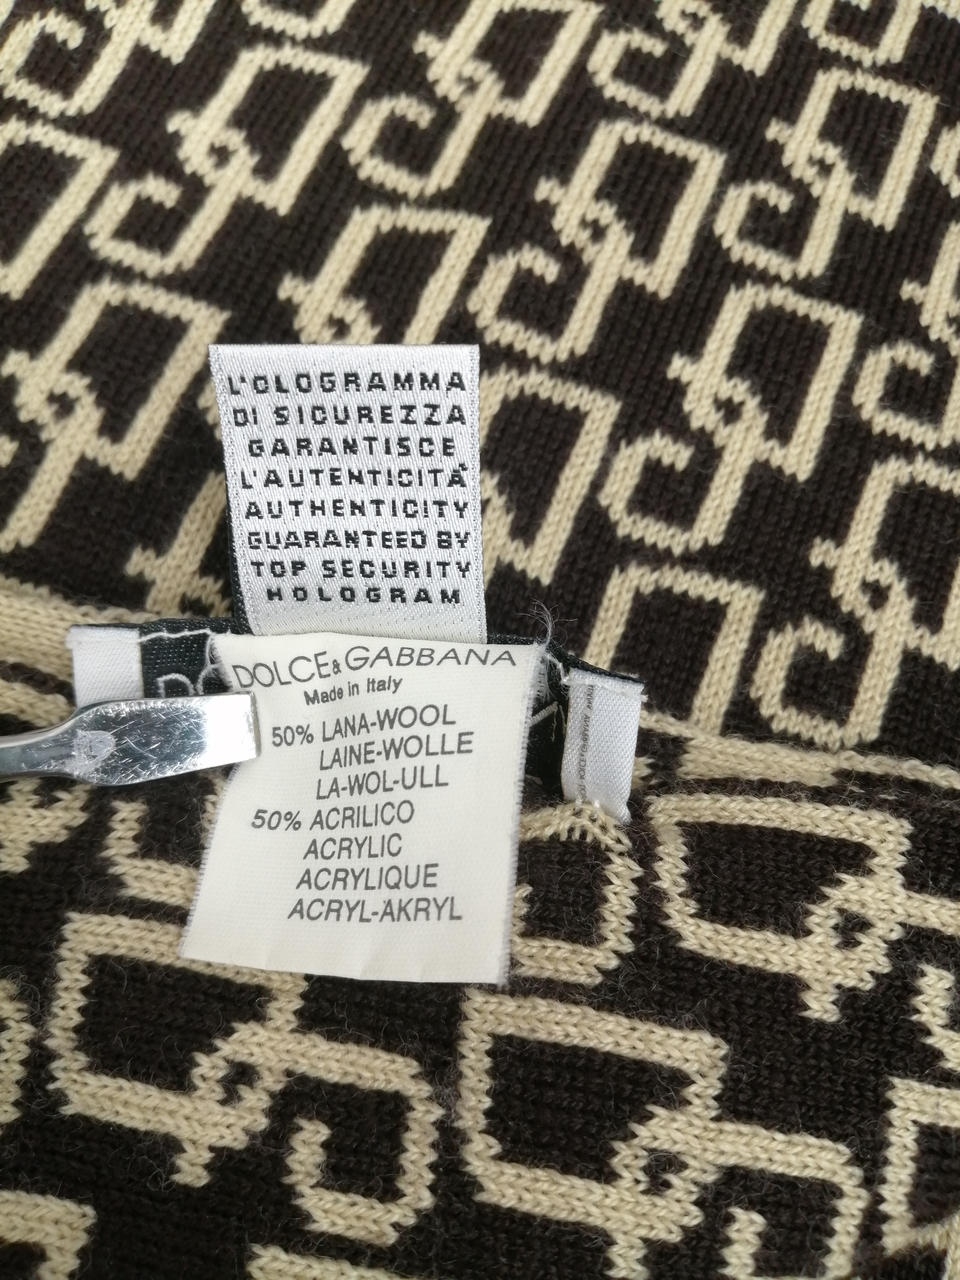 L'OLOGRAMMA
DI SICUREZZA
GARANTISCE
L'AUTENTICITÀ
AUTHENTICITY
GUARANTEED BY
TOP SECURITY
HOLOGRAM
DOLCE & GABBANA
Made in Italy
50% LANA-WOOL
LAINE-WOLLE
LA-WOL-ULL
50% ACRILICO
ACRYLIC
ACRYLIQUE
ACRYL-AKRYL